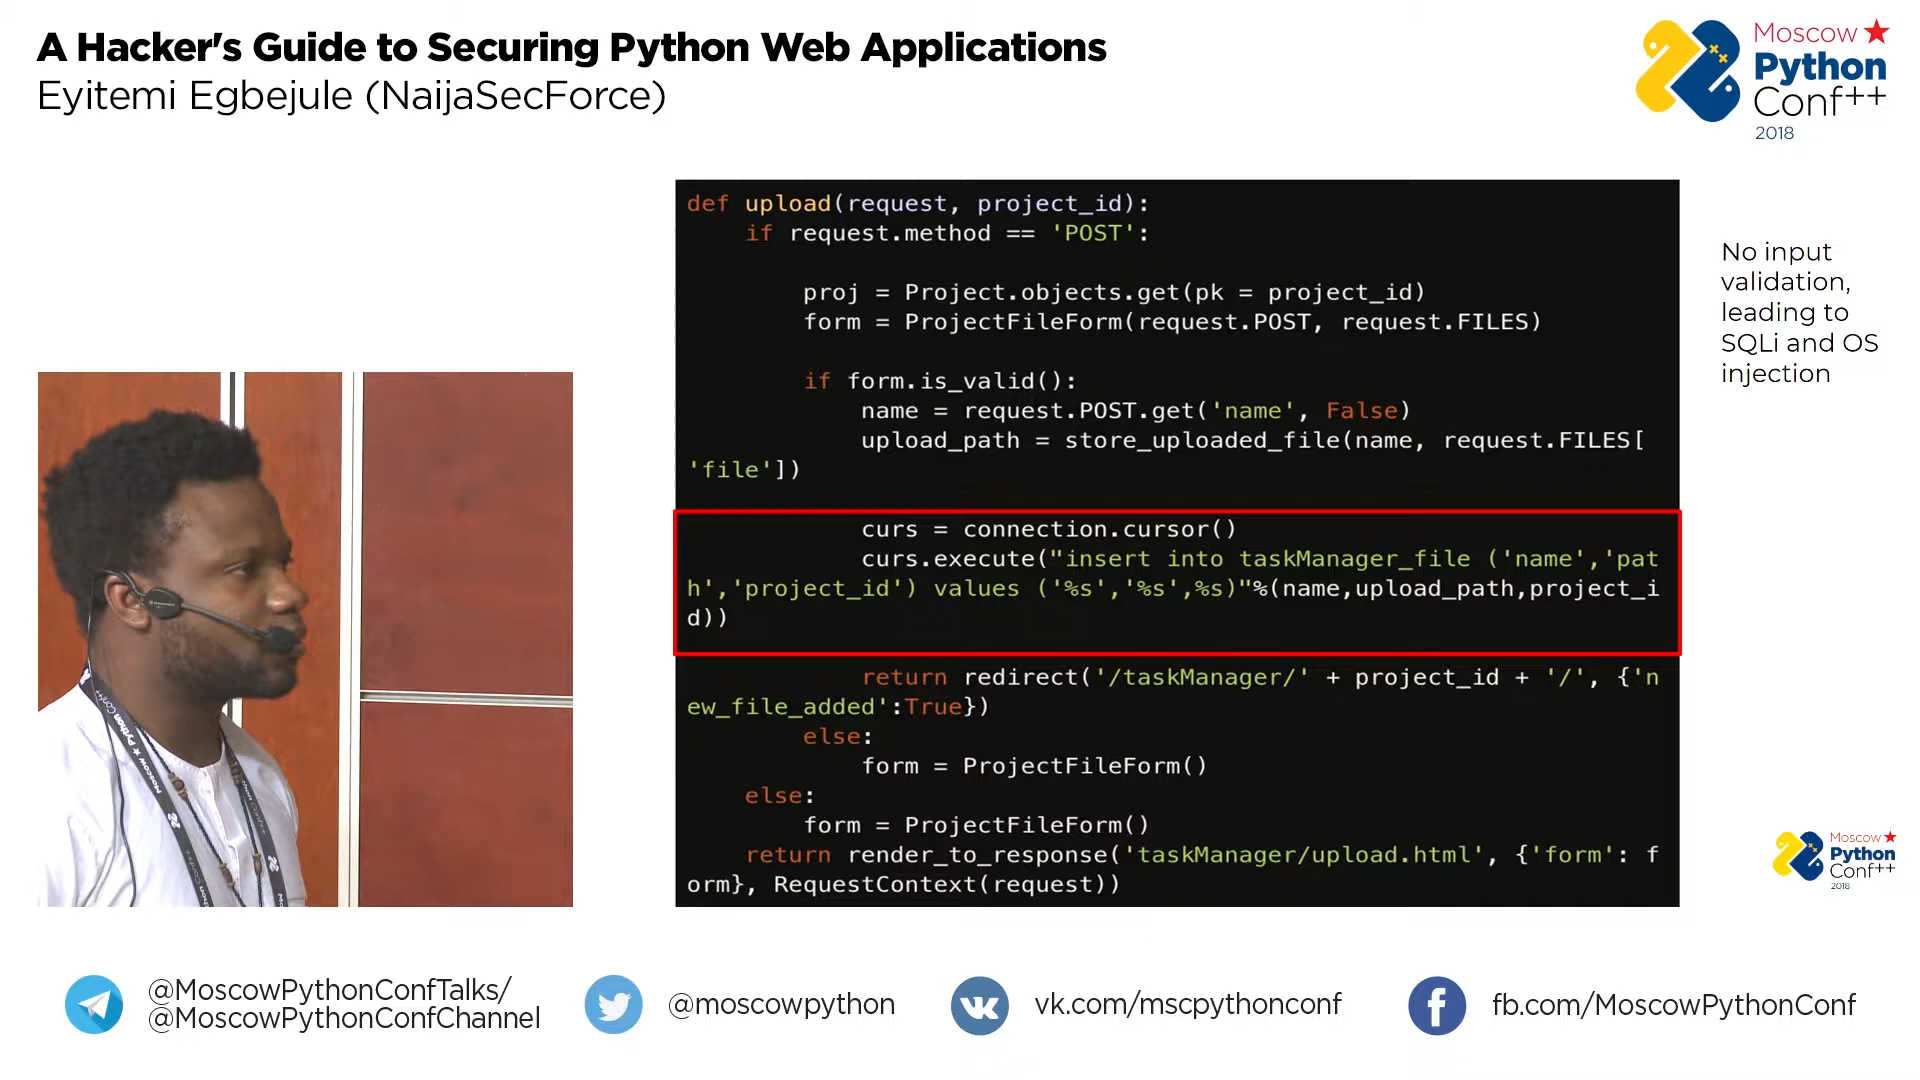 A Hacker's Guide to Securing Python Web Applications
Eyitemi Egbejule (NaijaSecForce)
Moscow
Python
Conf++
2018
def upload(request, project_id):
    if request.method == 'POST':
        proj = Project.objects.get(pk = project_id)
        form = ProjectFileForm(request.POST, request.FILES)
        if form.is_valid():
            name = request.POST.get('name', False)
            upload_path = store_uploaded_file(name, request.FILES[
'file'])
            curs = connection.cursor()
            curs.execute("insert into taskManager_file ('name','pat
h','project_id') values ('%s','%s',%s)"%(name,upload_path,project_i
d))
            return redirect('/taskManager/' + project_id + '/', {'n
ew_file_added':True})
        else:
            form = ProjectFileForm()
    else:
        form = ProjectFileForm()
    return render_to_response('taskManager/upload.html', {'form': f
orm}, RequestContext(request))
No input
validation,
leading to
SQLi and OS
injection
Moscow
Python
Conf++
2018
Moscow Python Conf++
@MoscowPythonConfTalks/
@MoscowPythonConfChannel
@moscowpython
vk.com/mscpythonconf
fb.com/MoscowPythonConf